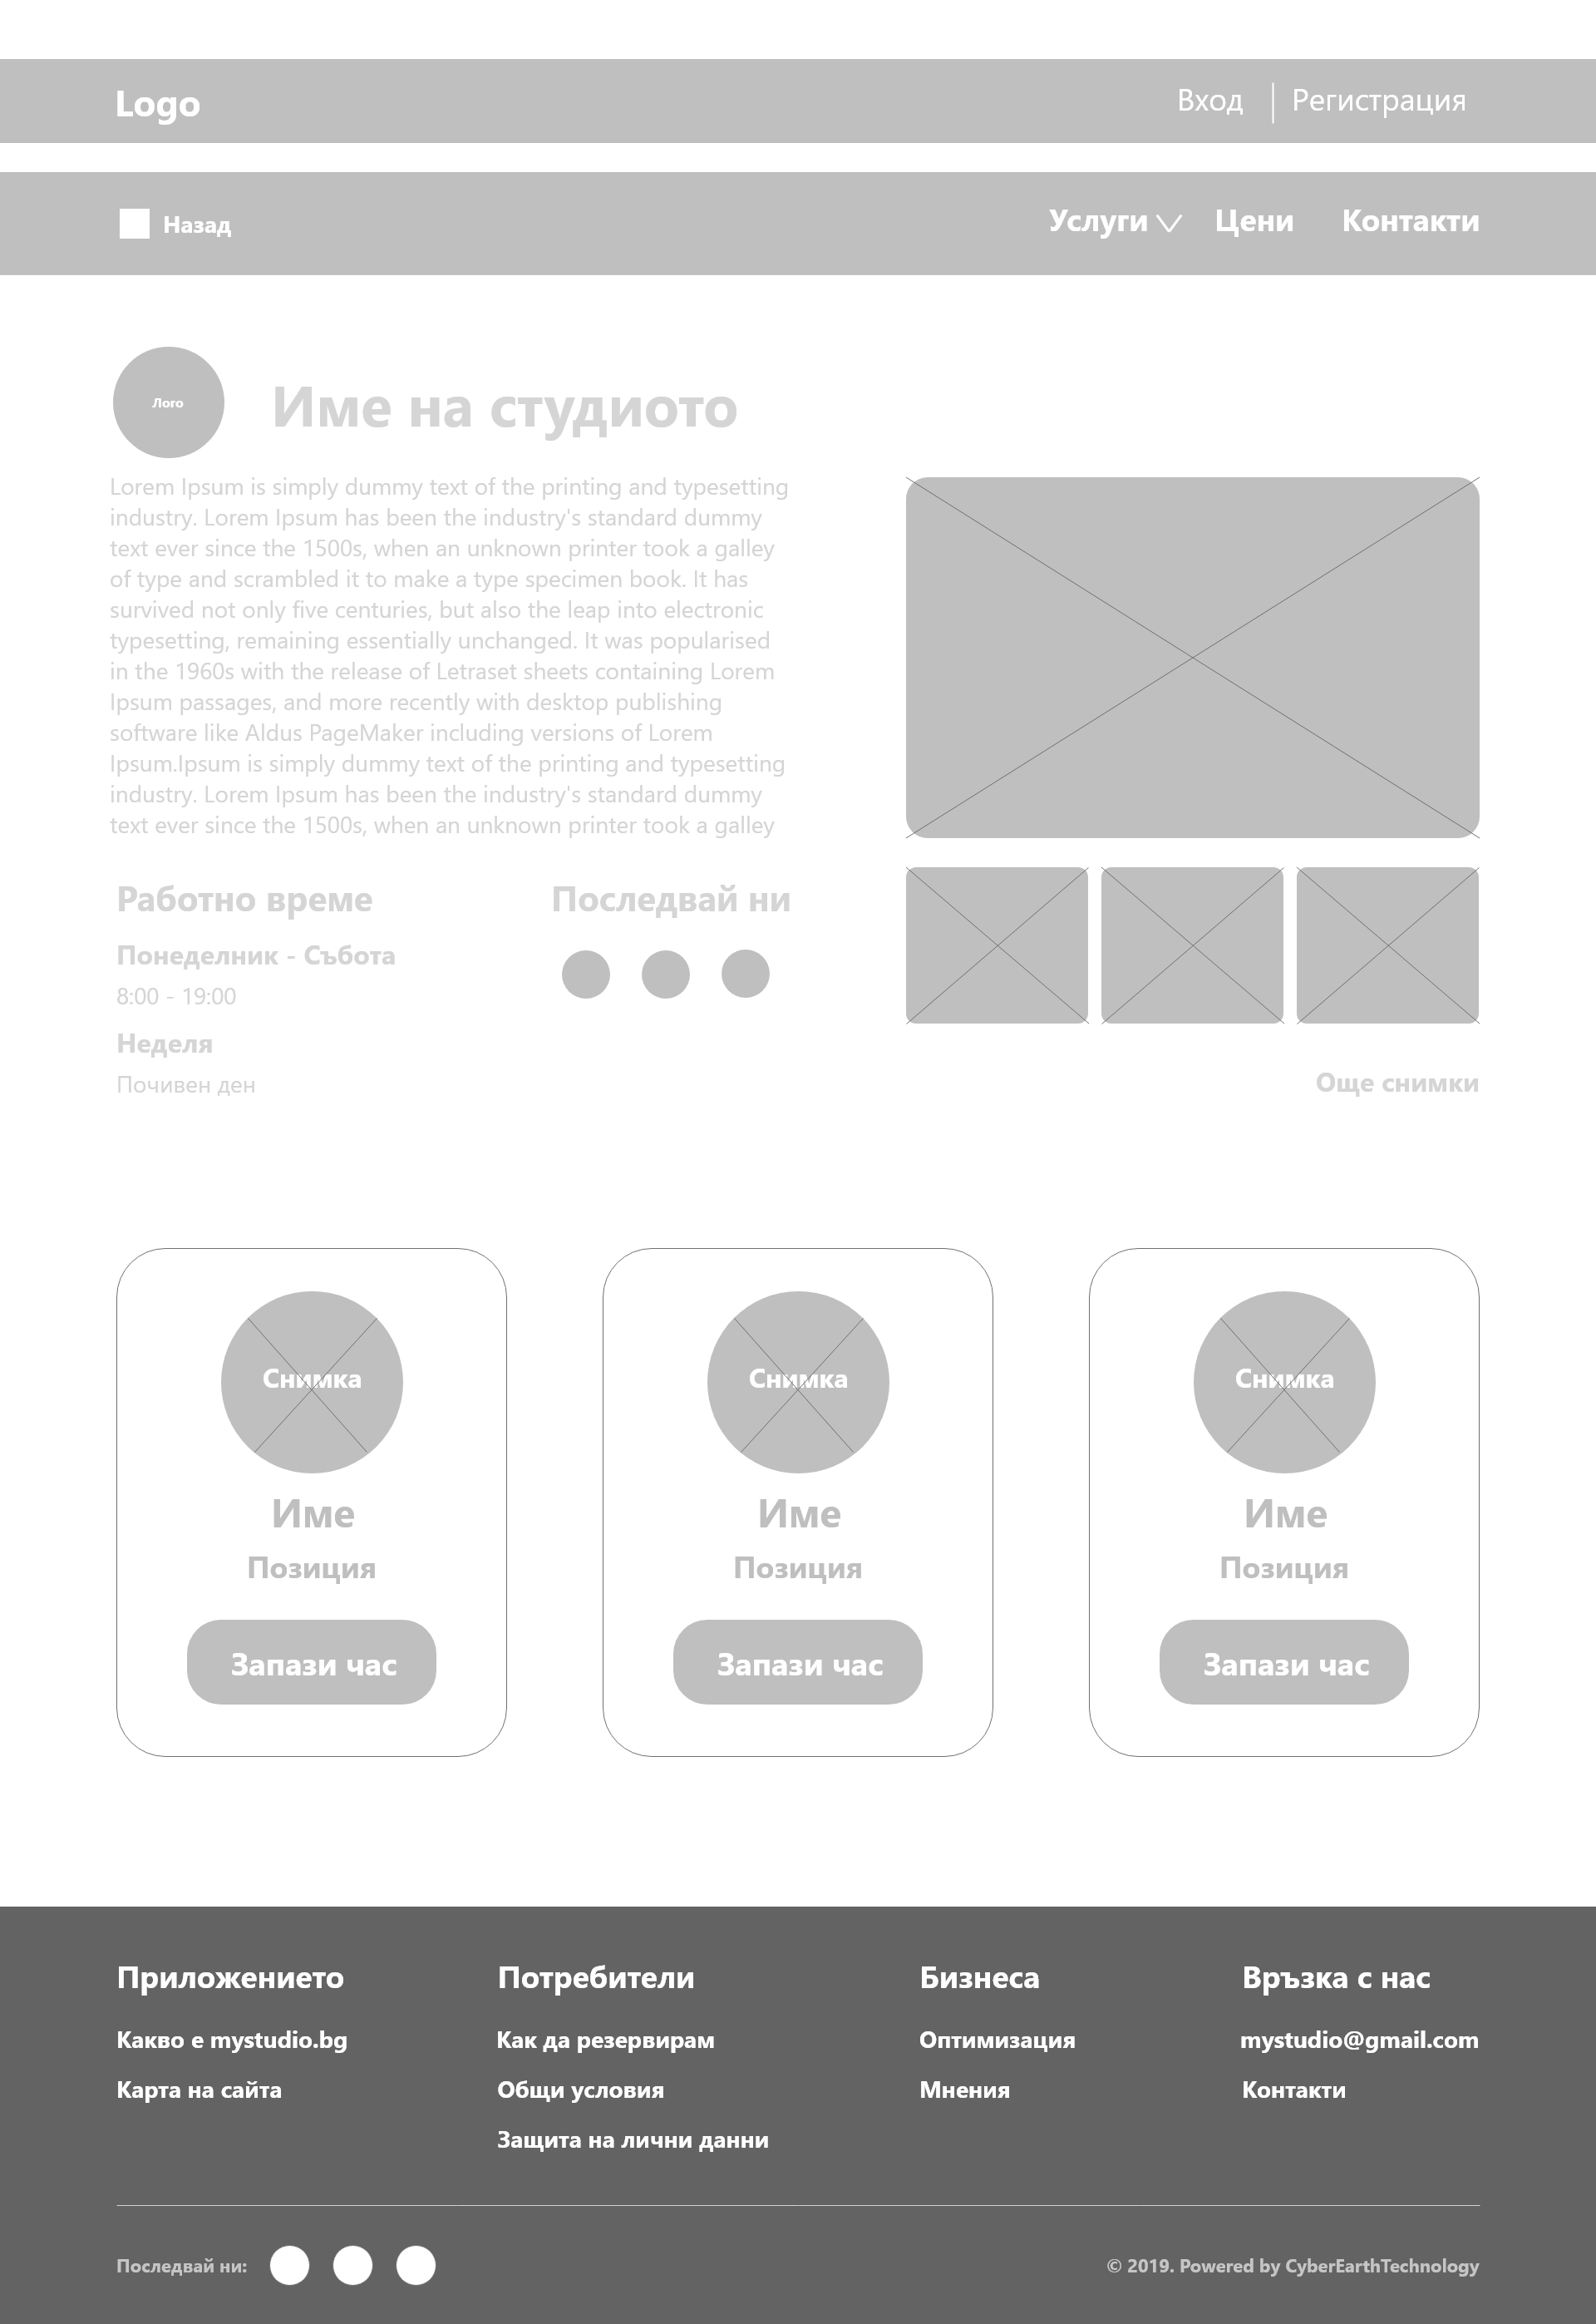 Logo
Вход
Регистрация
Назад
Услуги
Цени
Контакти
Лого
Име на студиото
Lorem Ipsum is simply dummy text of the printing and typesetting
industry. Lorem Ipsum has been the industry's standard dummy
text ever since the 1500s, when an unknown printer took a galley
of type and scrambled it to make a type specimen book. It has
survived not only five centuries, but also the leap into electronic
typesetting, remaining essentially unchanged. It was popularised
in the 1960s with the release of Letraset sheets containing Lorem
Ipsum passages, and more recently with desktop publishing
software like Aldus PageMaker including versions of Lorem
Ipsum.Ipsum is simply dummy text of the printing and typesetting
industry. Lorem Ipsum has been the industry's standard dummy
text ever since the 1500s, when an unknown printer took a galley
Работно време
Понеделник - Събота
8:00 - 19:00
Неделя
Почивен ден
Последвай ни
Още снимки
Снимка
Име
Позиция
Запази час
Снимка
Име
Позиция
Запази час
Снимка
Име
Позиция
Запази час
Приложението
Какво е mystudio.bg
Карта на сайта
Потребители
Как да резервирам
Общи условия
Защита на лични данни
Бизнеса
Оптимизация
Мнения
Връзка с нас
mystudio@gmail.com
Контакти
Последвай ни:
© 2019. Powered by CyberEarthTechnology